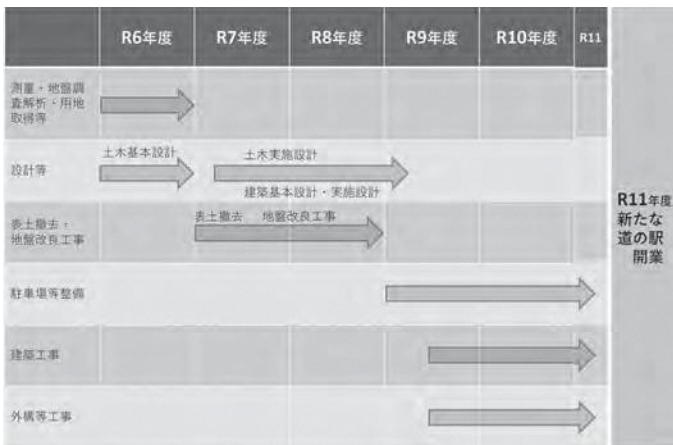 R6年度 R7年度 R8年度 R9年度 R10年度 R11
測量・地盤調
査解析・用地
取得等
設計等
土木基本設計
土木実施設計
建築基本設計・実施設計
表土撤去・
地盤改良工事
表土撤去 地盤改良工事
駐車場等整備
建築工事
外構等工事
R11年度
新たな
道の駅
開業